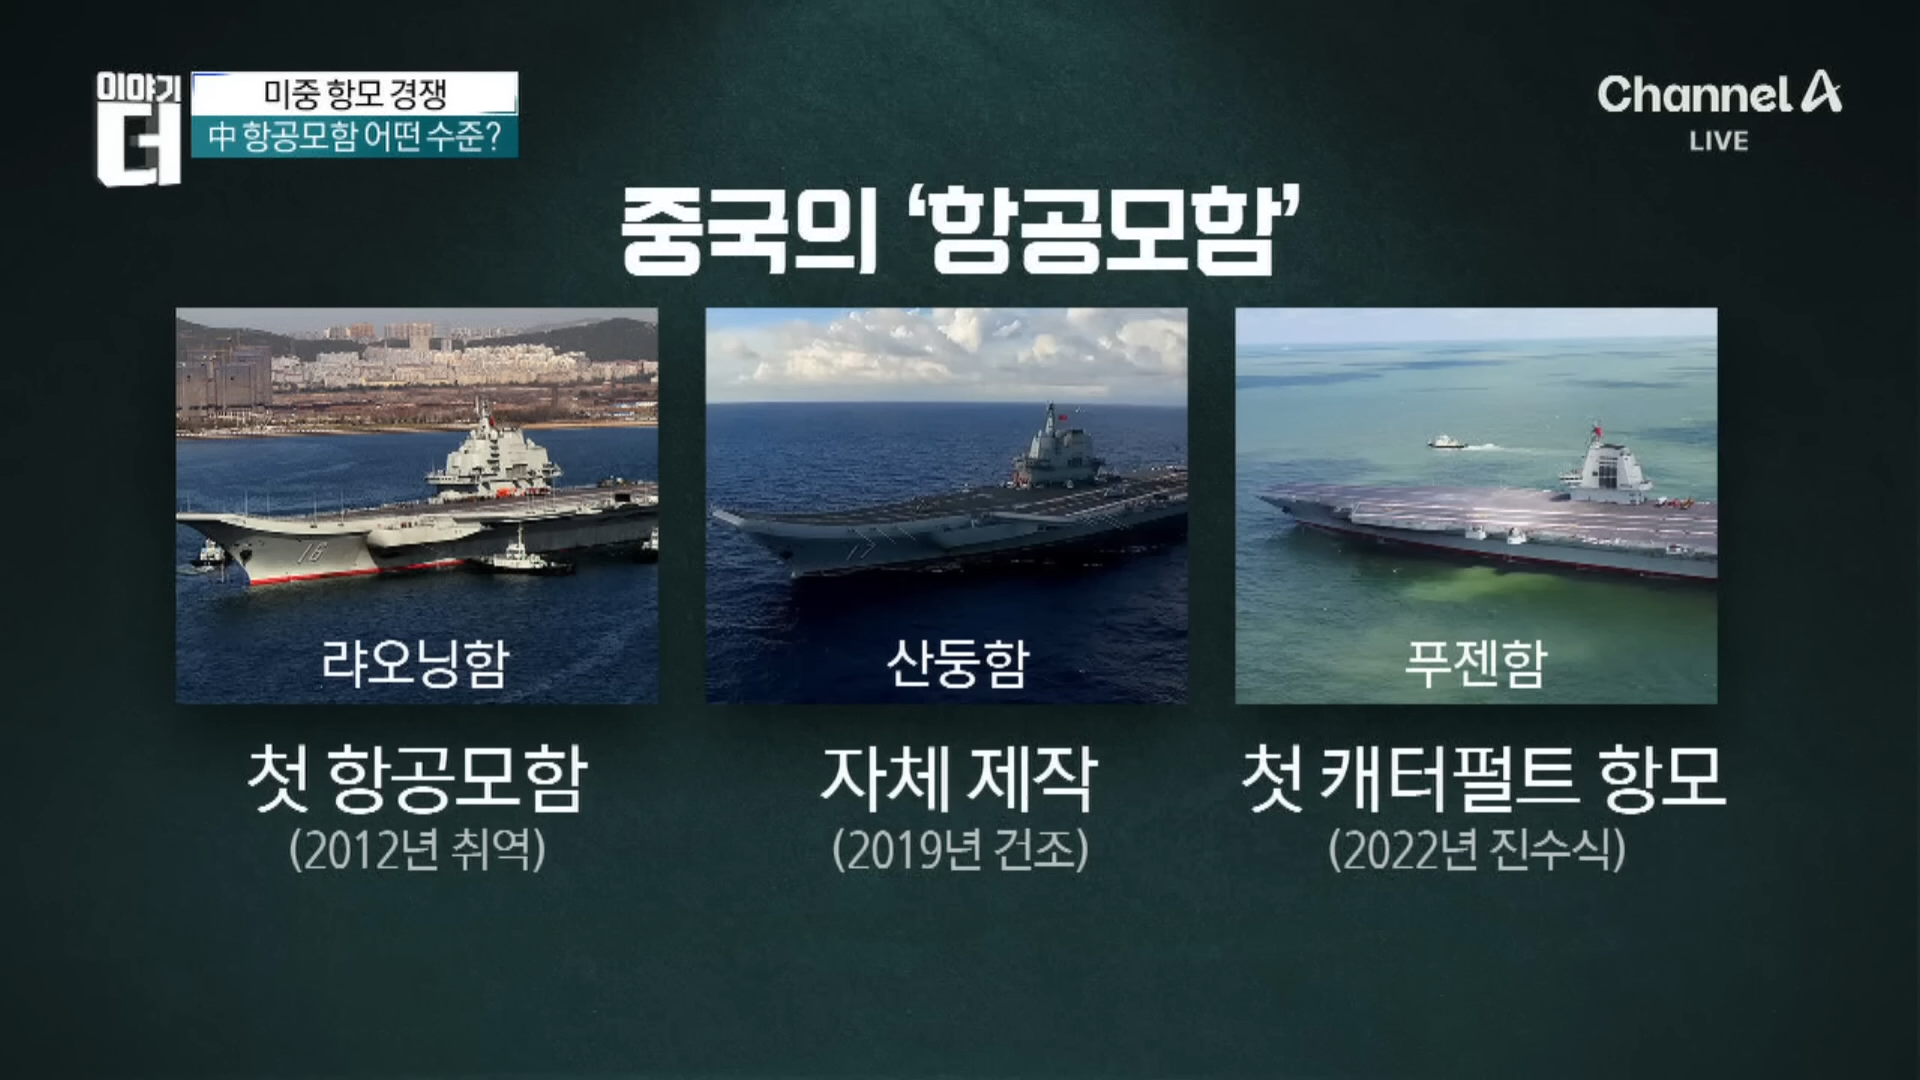 이야기
더
미중 항모 경쟁
中 항공모함 어떤 수준?
Channel A
LIVE
중국의 ‘항공모함’
16
17
랴오닝함
산둥함
푸젠함
첫 항공모함
자체 제작
첫 캐터펄트 항모
(2012년 취역)
(2019년 건조)
(2022년 진수식)